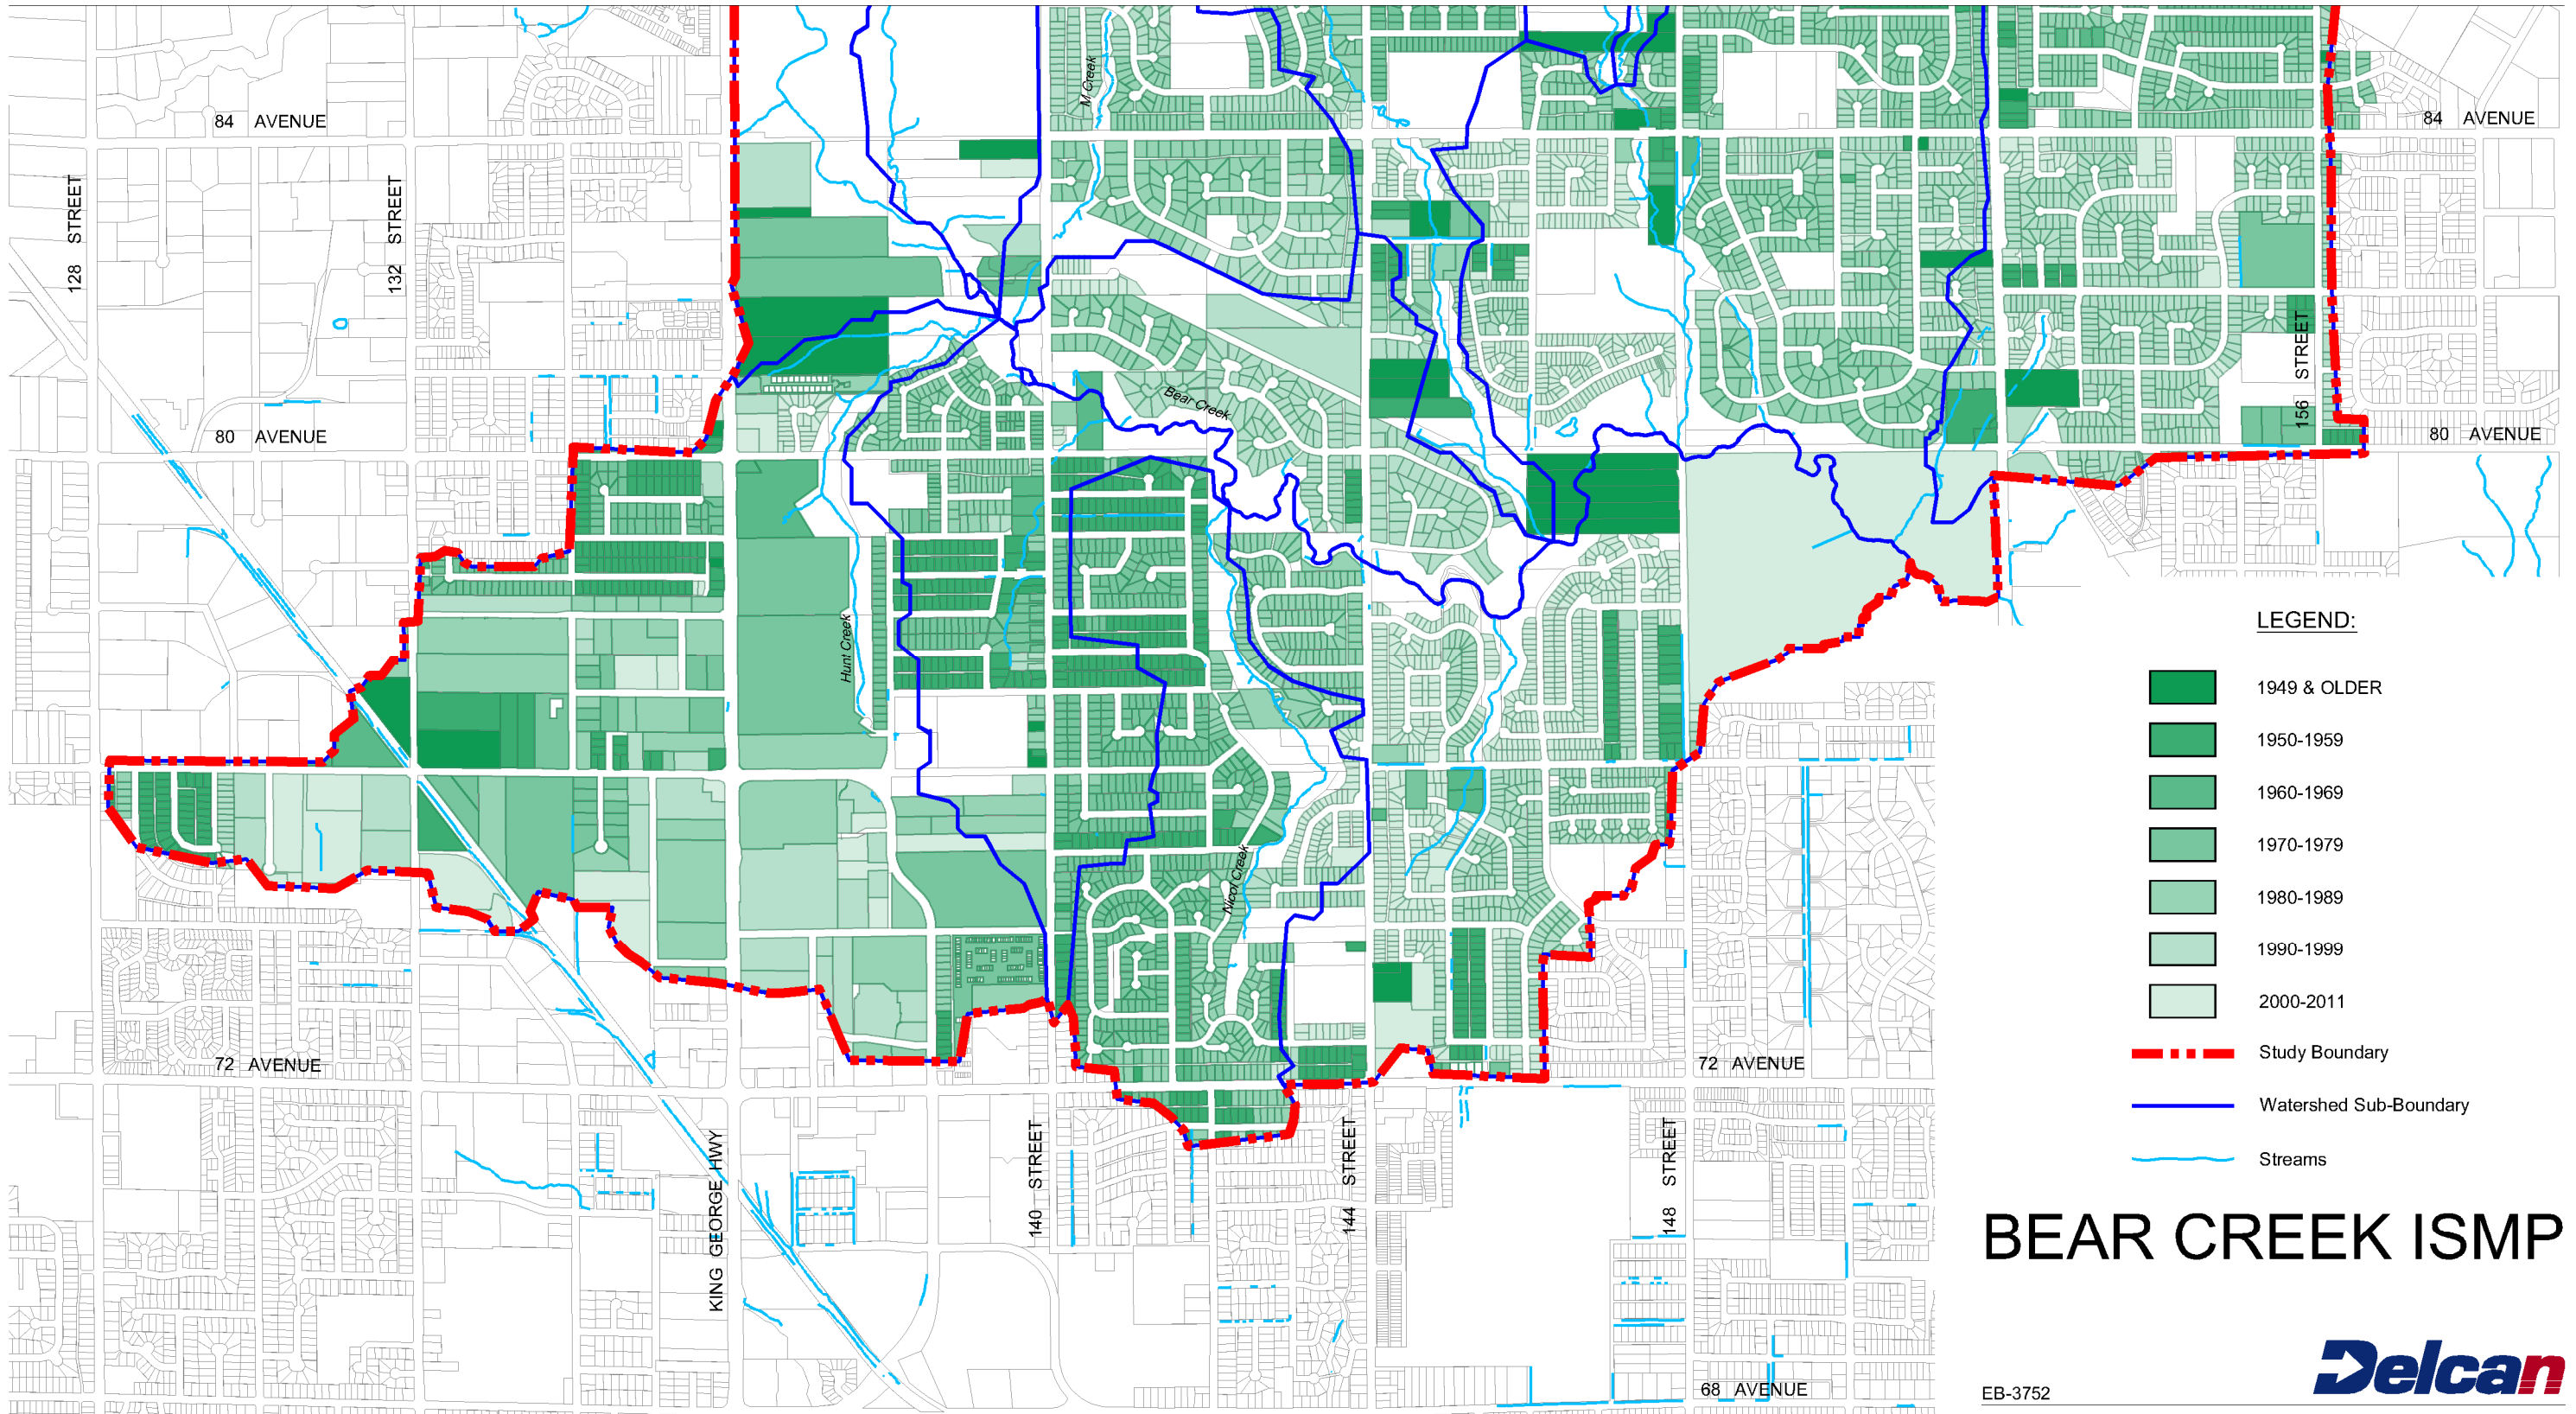 M Creek
84 AVENUE
84 AVENUE
128 STREET
132 STREET
156 STREET
Bear Creek
80 AVENUE
80 AVENUE
Hunt Creek
Nicol Creek
72 AVENUE
72 AVENUE
KING GEORGE HWY
140 STREET
144 STREET
148 STREET
68 AVENUE
LEGEND:
1949 & OLDER
1950-1959
1960-1969
1970-1979
1980-1989
1990-1999
2000-2011
Study Boundary
Watershed Sub-Boundary
Streams
BEAR CREEK ISMP
EB-3752
Delcan